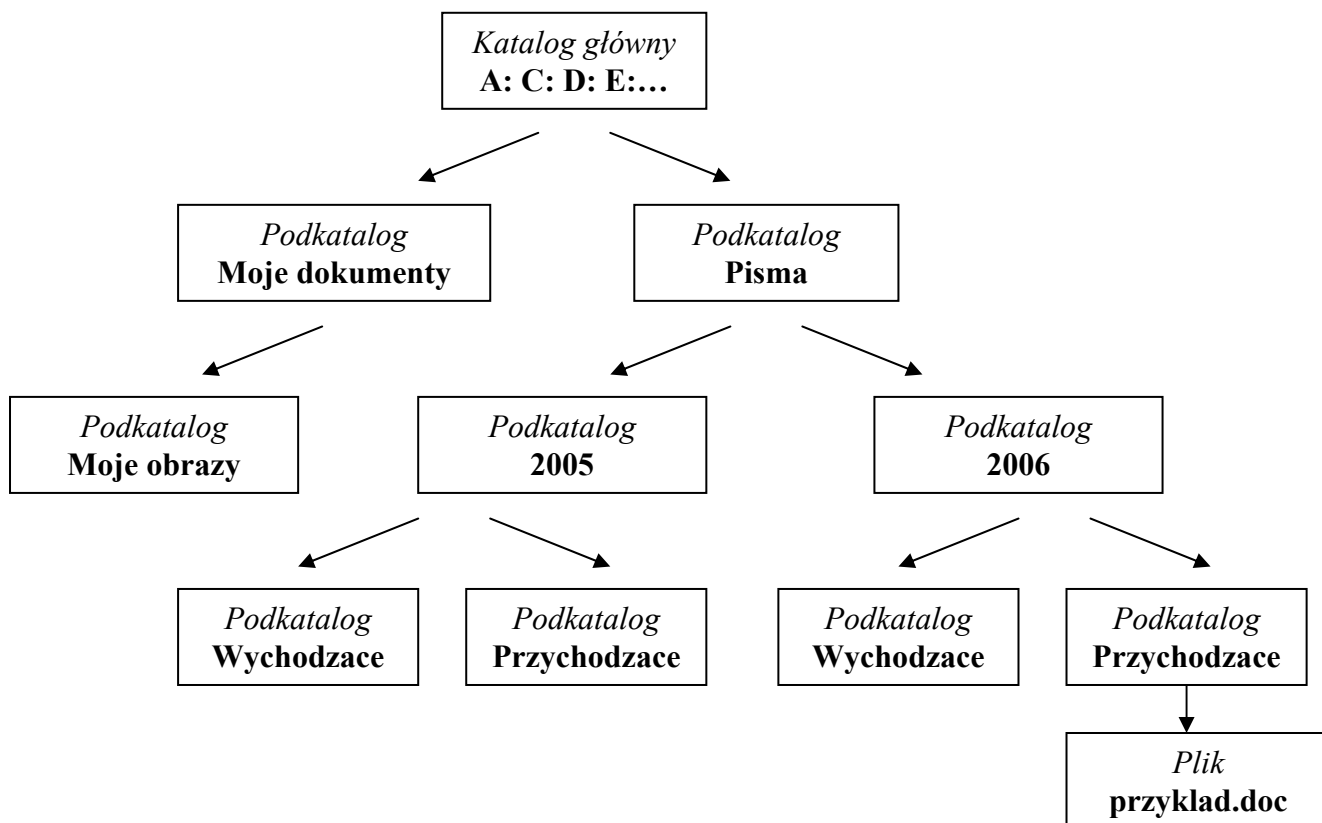 Katalog główny
A: C: D: E:…
Podkatalog
Moje dokumenty
Podkatalog
Pisma
Podkatalog
Moje obrazy
Podkatalog
2005
Podkatalog
2006
Podkatalog
Wychodzace
Podkatalog
Przychodzace
Podkatalog
Wychodzace
Podkatalog
Przychodzace
Plik
przyklad.doc